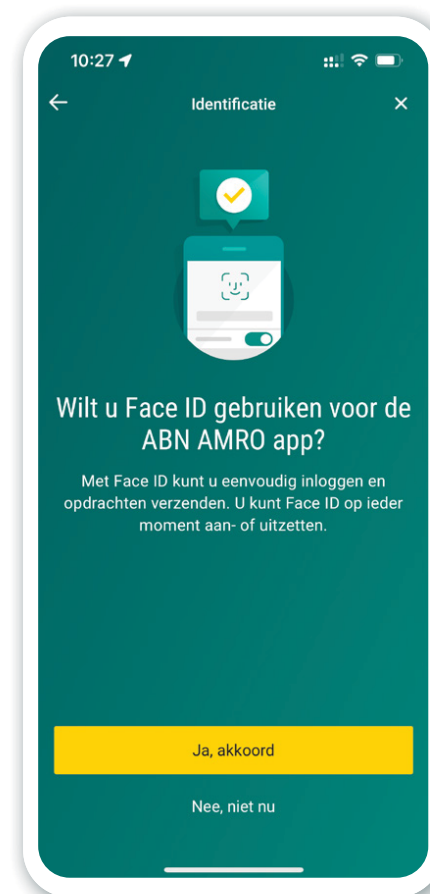 10:27
Identificatie
Wilt u Face ID gebruiken voor de
ABN AMRO app?
Met Face ID kunt u eenvoudig inloggen en
opdrachten verzenden. U kunt Face ID op ieder
moment aan- of uitzetten.
Ja, akkoord
Nee, niet nu